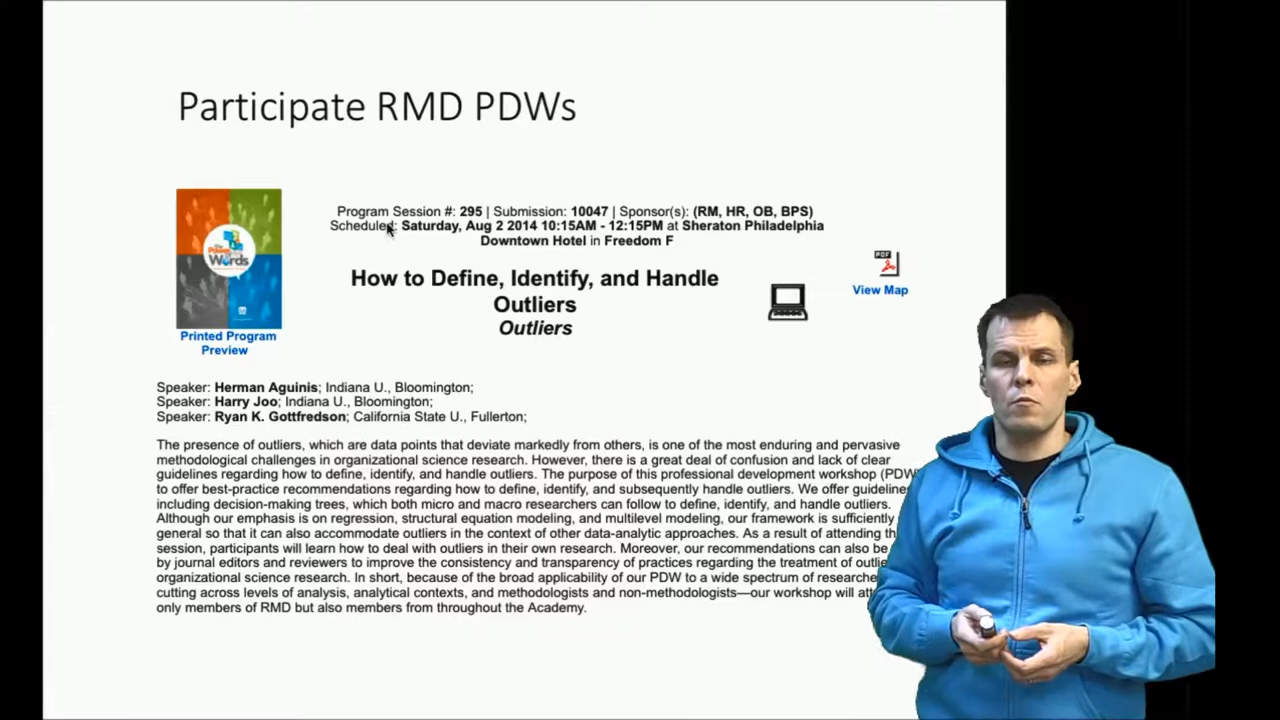 Participate RMD PDWs
Program Session #: 295 | Submission: 10047 | Sponsor(s): (RM, HR, OB, BPS)
Scheduled: Saturday, Aug 2 2014 10:15AM - 12:15PM at Sheraton Philadelphia
Downtown Hotel in Freedom F
The
Words
PDF
View Map
How to Define, Identify, and Handle
Outliers
Outliers
Printed Program
Preview
Speaker: Herman Aguinis; Indiana U., Bloomington;
Speaker: Harry Joo; Indiana U., Bloomington;
Speaker: Ryan K. Gottfredson; California State U., Fullerton;
The presence of outliers, which are data points that deviate markedly from others, is one of the most enduring and pervasive
methodological challenges in organizational science research. However, there is a great deal of confusion and lack of clear
guidelines regarding how to define, identify, and handle outliers. The purpose of this professional development workshop (PDW
to offer best-practice recommendations regarding how to define, identify, and subsequently handle outliers. We offer guidelines
including decision-making trees, which both micro and macro researchers can follow to define, identify, and handle outliers.
Although our emphasis is on regression, structural equation modeling, and multilevel modeling, our framework is sufficiently
general so that it can also accommodate outliers in the context of other data-analytic approaches. As a result of attending
session, participants will learn how to deal with outliers in their own research. Moreover, our recommendations can also be
by journal editors and reviewers to improve the consistency and transparency of practices regarding the treatment of
organizational science research. In short, because of the broad applicability of our PDW to a wide spectrum of
cutting across levels of analysis, analytical contexts, and methodologists and non-methodologists—our workshop will
only members of RMD but also members from throughout the Academy.